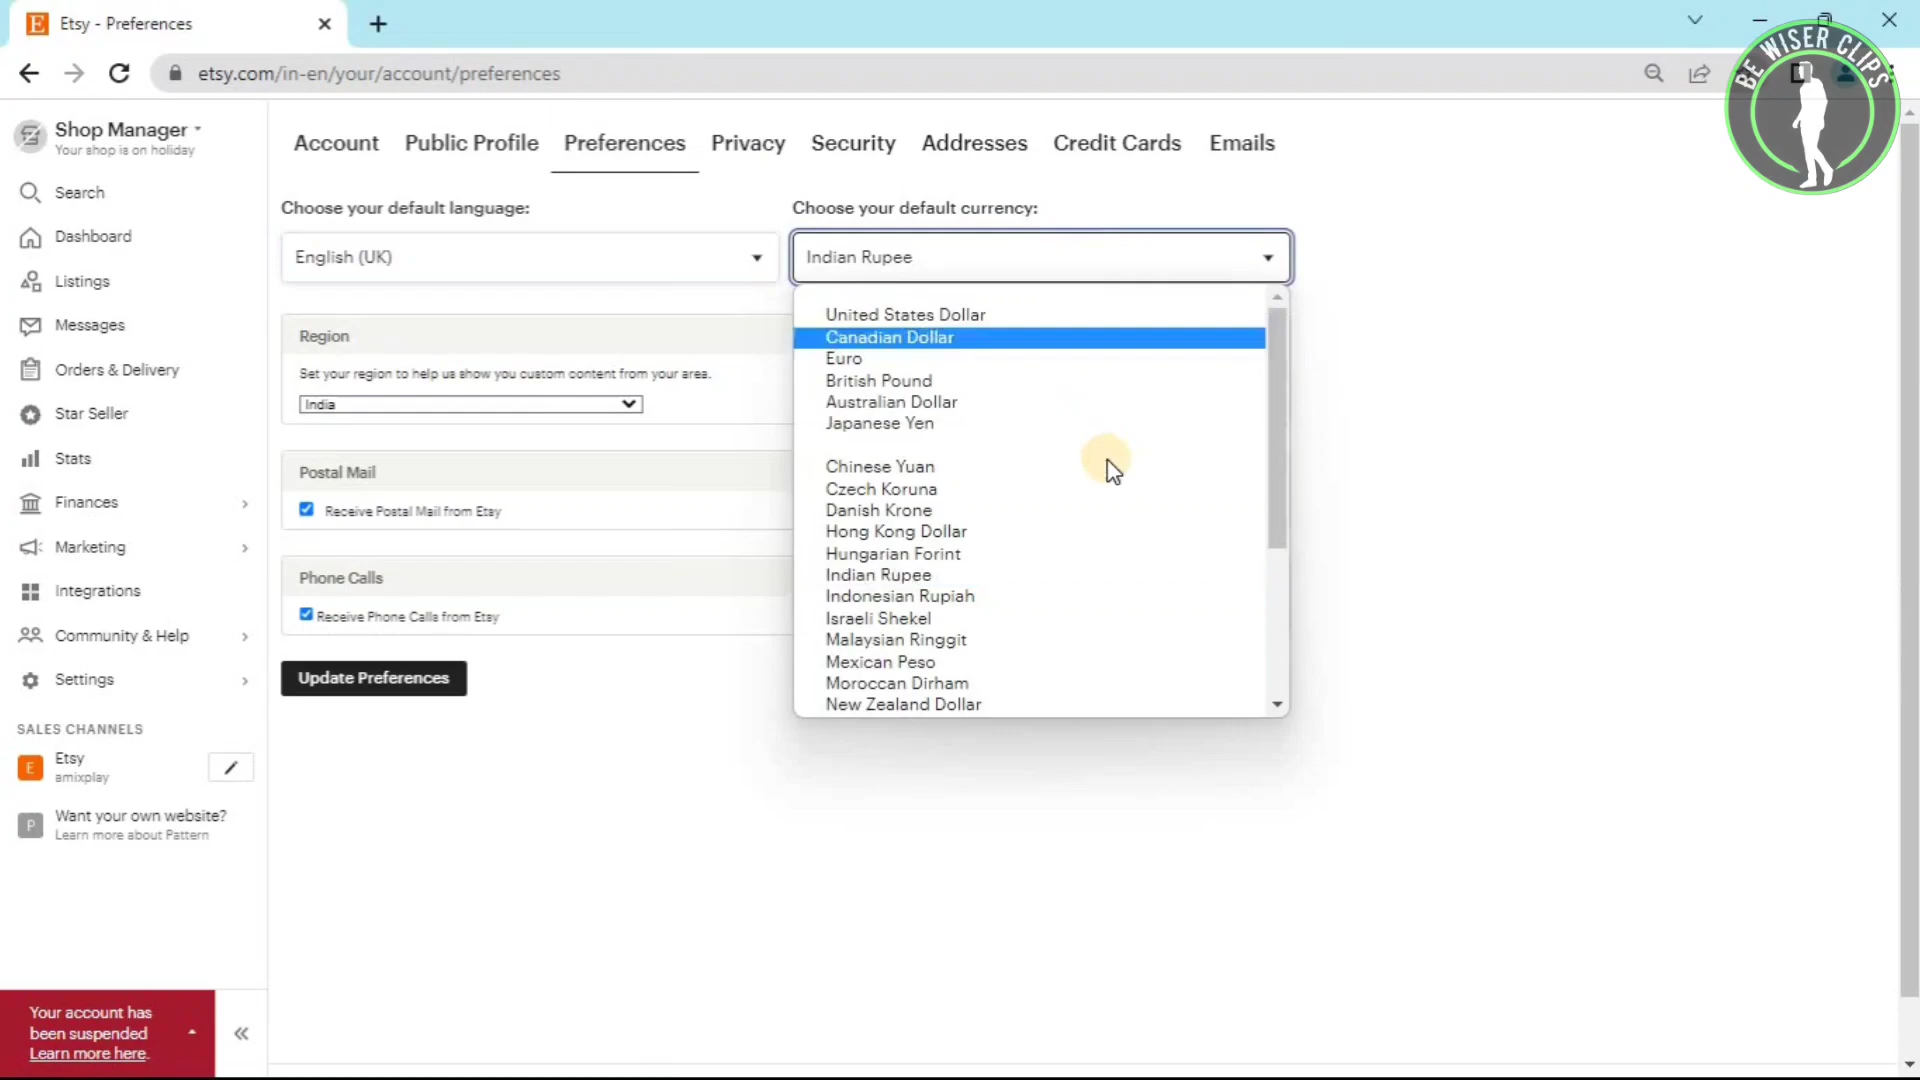 Etsy - Preferences
etsy.com/in-en/your/account/preferences
BE WISER CLIPS
Shop Manager
Your shop is on holiday
Search
Dashboard
Listings
Messages
Orders & Delivery
Star Seller
Stats
Finances
Marketing
Integrations
Community & Help
Settings
SALES CHANNELS
E
Etsy
amixplay
P
Want your own website?
Learn more about Pattern
Your account has
been suspended
Learn more here.
Account Public Profile Preferences Privacy Security Addresses Credit Cards Emails
Choose your default language:
English (UK)
Choose your default currency:
Indian Rupee
United States Dollar
Canadian Dollar
Euro
British Pound
Australian Dollar
Japanese Yen
Chinese Yuan
Czech Koruna
Danish Krone
Hong Kong Dollar
Hungarian Forint
Indian Rupee
Indonesian Rupiah
Israeli Shekel
Malaysian Ringgit
Mexican Peso
Moroccan Dirham
New Zealand Dollar
Region
Set your region to help us show you custom content from your area.
India
Postal Mail
Receive Postal Mail from Etsy
Phone Calls
Receive Phone Calls from Etsy
Update Preferences